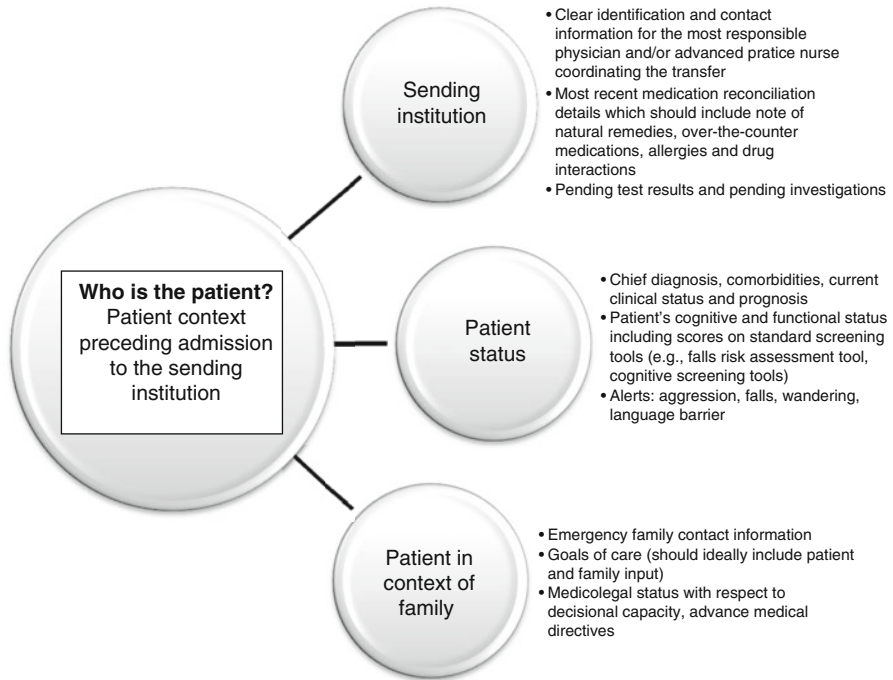 Who is the patient?
Patient context
preceding admission
to the sending
institution
Sending
institution
• Clear identification and contact
information for the most responsible
physician and/or advanced pratice nurse
coordinating the transfer
• Most recent medication reconciliation
details which should include note of
natural remedies, over-the-counter
medications, allergies and drug
interactions
• Pending test results and pending investigations
Patient
status
• Chief diagnosis, comorbidities, current
clinical status and prognosis
• Patient's cognitive and functional status
including scores on standard screening
tools (e.g., falls risk assessment tool,
cognitive screening tools)
• Alerts: aggression, falls, wandering,
language barrier
Patient in
context of
family
• Emergency family contact information
• Goals of care (should ideally include patient
and family input)
• Medicolegal status with respect to
decisional capacity, advance medical
directives